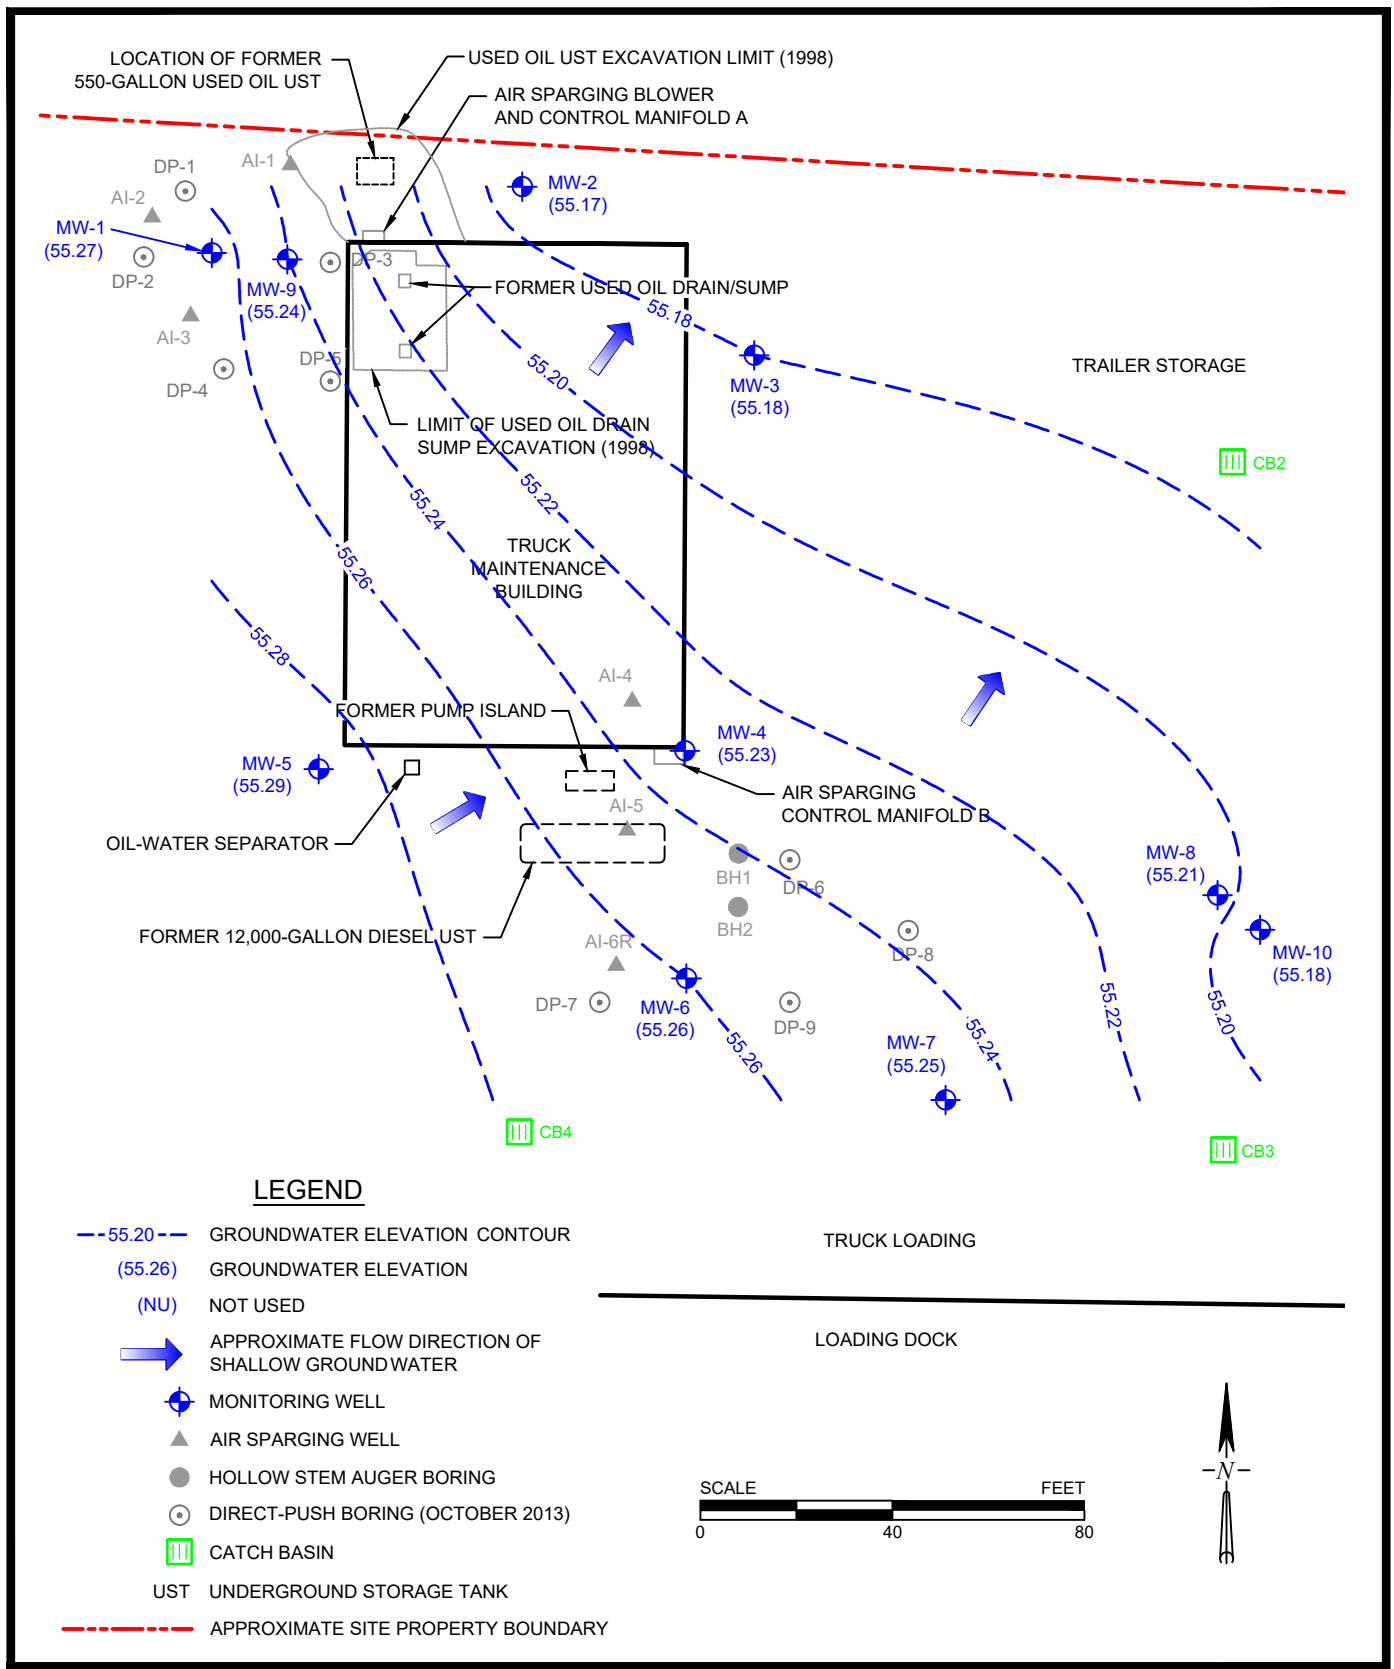 LOCATION OF FORMER
550-GALLON USED OIL UST
USED OIL UST EXCAVATION LIMIT (1998)
AIR SPARGING BLOWER
AND CONTROL MANIFOLD A
DP-1
AI-1
AI-2
MW-1
(55.27)
DP-2
MW-2
(55.17)
DP-3
MW-9
(55.24)
FORMER USED OIL DRAIN/SUMP
55.18
AI-3
DP-4
DP-5
55.20
MW-3
(55.18)
TRAILER STORAGE
LIMIT OF USED OIL DRAIN
SUMP EXCAVATION (1998)
CB2
55.24
55.22
55.26
TRUCK
MAINTENANCE
BUILDING
55.28
AI-4
FORMER PUMP ISLAND
MW-4
(55.23)
MW-5
(55.29)
AIR SPARGING
CONTROL MANIFOLD B
AI-5
OIL-WATER SEPARATOR
BH1
DP-6
MW-8
(55.21)
BH2
FORMER 12,000-GALLON DIESEL UST
AI-6R
DP-8
MW-10
(55.18)
DP-7
MW-6
(55.26)
DP-9
55.26
MW-7
(55.25)
55.24
55.22
55.20
CB4
CB3
LEGEND
55.20
GROUNDWATER ELEVATION CONTOUR
(55.26)
GROUNDWATER ELEVATION
(NU)
NOT USED
APPROXIMATE FLOW DIRECTION OF
SHALLOW GROUNDWATER
MONITORING WELL
AIR SPARGING WELL
HOLLOW STEM AUGER BORING
DIRECT-PUSH BORING (OCTOBER 2013)
CATCH BASIN
UST
UNDERGROUND STORAGE TANK
APPROXIMATE SITE PROPERTY BOUNDARY
TRUCK LOADING
LOADING DOCK
SCALE
FEET
0
40
80
N